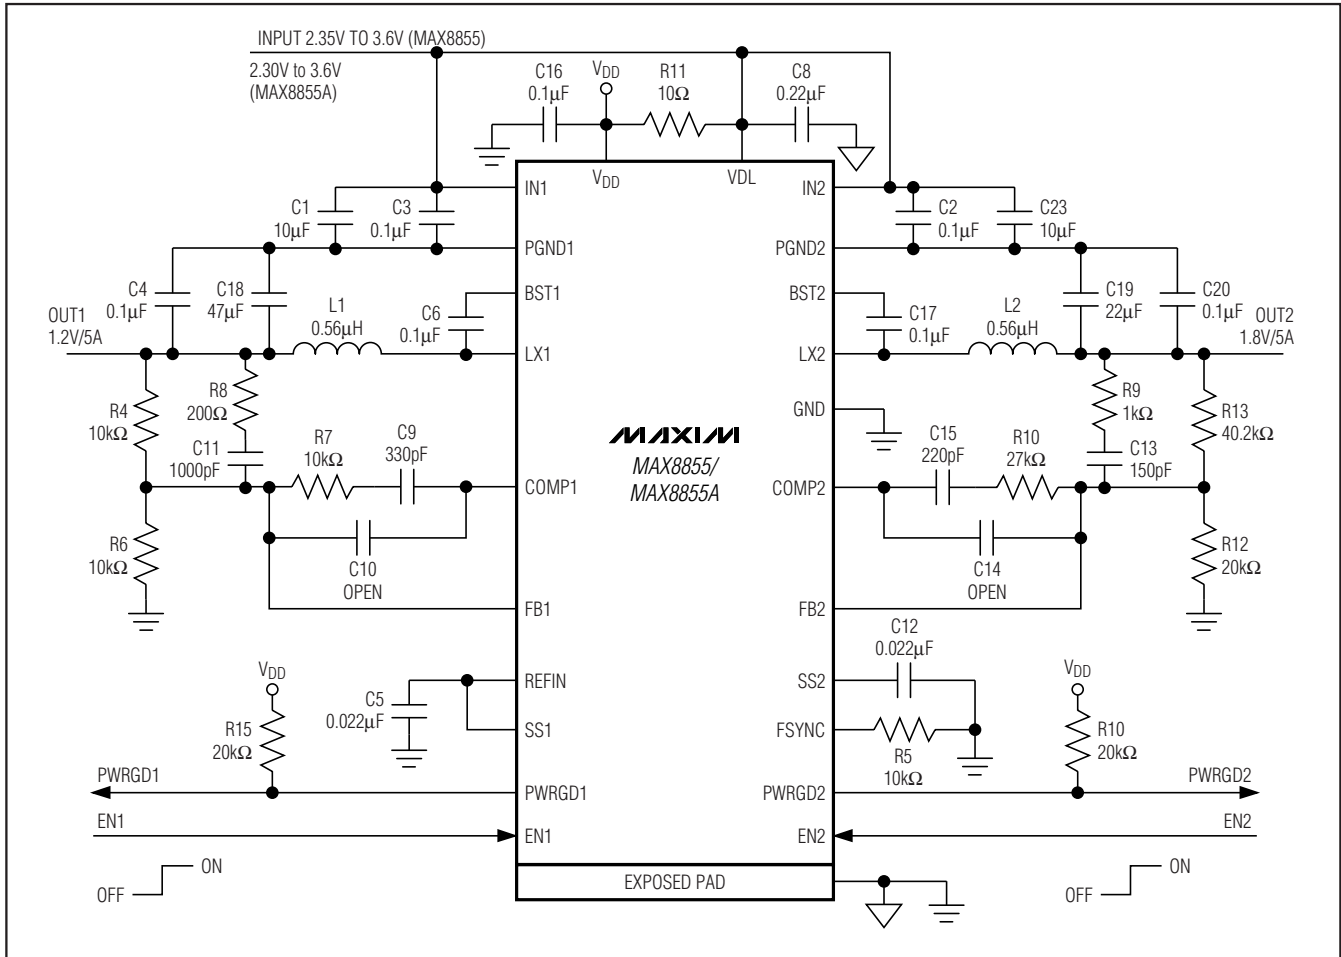 INPUT 2.35V TO 3.6V (MAX8855)
2.30V to 3.6V
(MAX8855A)
C16
0.1μF
VDD
R11
10Ω
C8
0.22μF
VDD
VDL
IN1
IN2
C1
10μF
C3
0.1μF
C2
0.1μF
C23
10μF
PGND1
PGND2
C4
0.1μF
C18
47μF
L1
0.56μH
C6
0.1μF
BST1
BST2
C17
0.1μF
L2
0.56μH
C19
22μF
C20
0.1μF
OUT1
1.2V/5A
OUT2
1.8V/5A
LX1
LX2
R4
10kΩ
R8
200Ω
C11
1000pF
R7
10kΩ
C9
330pF
GND
MAXIM
MAX8855/
MAX8855A
C15
220pF
R10
27kΩ
R9
1kΩ
C13
150pF
R13
40.2kΩ
COMP1
COMP2
R6
10kΩ
C10
OPEN
C14
OPEN
R12
20kΩ
FB1
FB2
C12
0.022μF
VDD
R15
20kΩ
C5
0.022μF
REFIN
SS1
SS2
FSYNC
R5
10kΩ
VDD
R10
20kΩ
PWRGD1
PWRGD1
PWRGD2
PWRGD2
EN1
EN1
EN2
EN2
OFF
ON
EXPOSED PAD
OFF
ON